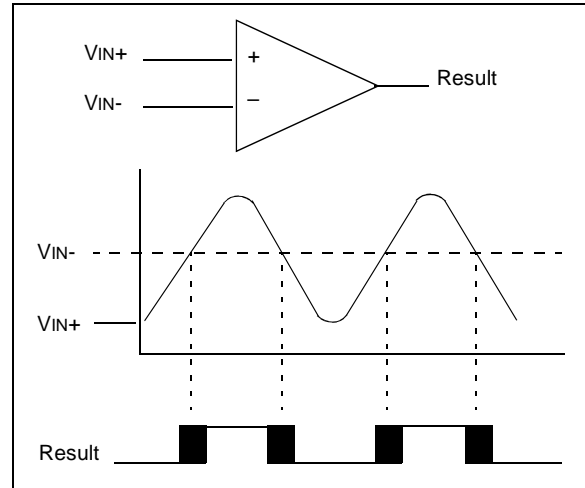 VIN+
+
Result
VIN-
–
VIN-
VIN+
Result